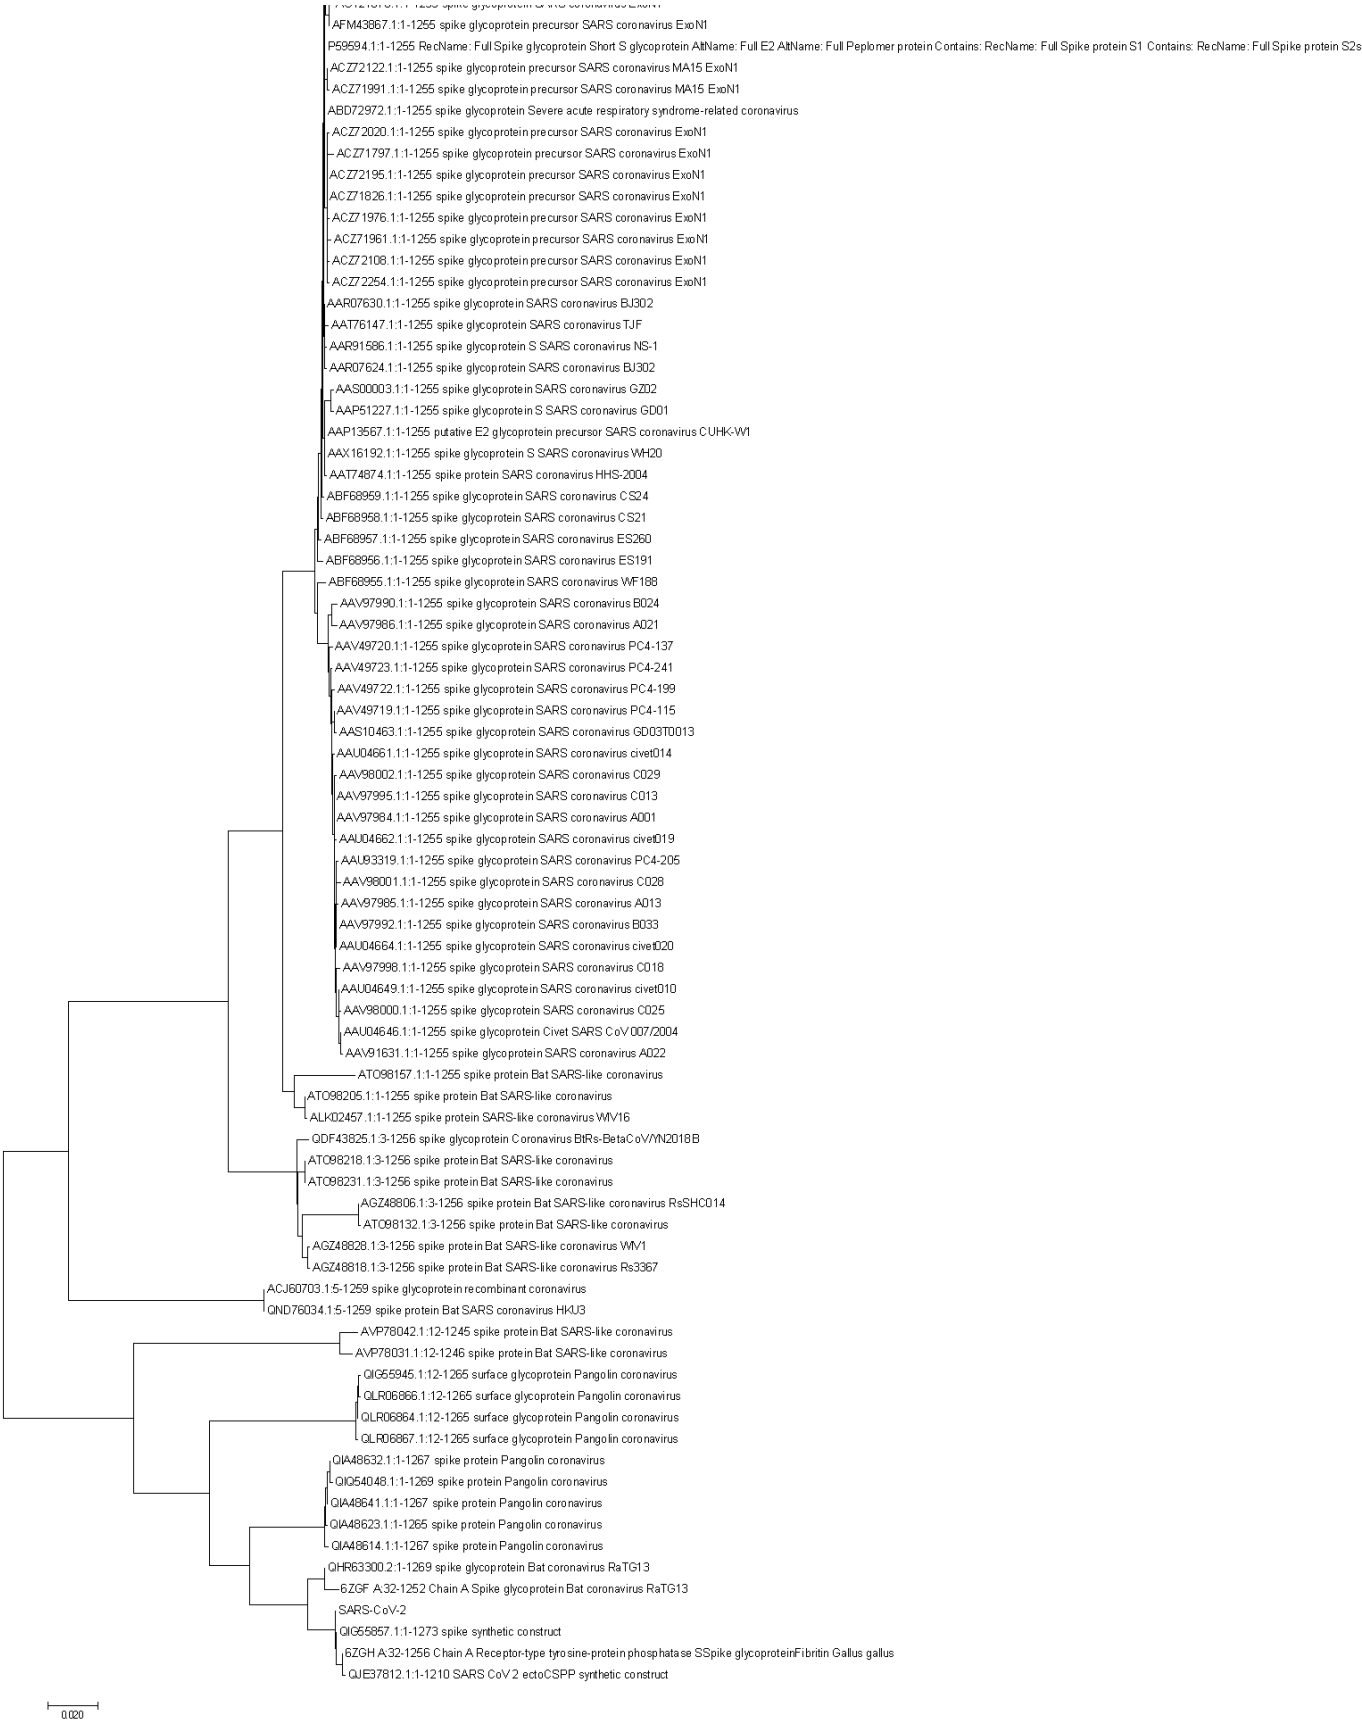 AFM43867.1:1-1255 spike glycoprotein precursor SARS coronavirus ExoN1
P59594.1:1-1255 RecName: Full Spike glycoprotein Short S glycoprotein AltName: Full E2 AltName: Full Peplomer protein Contains: RecName: Full Spike protein S1 Contains: RecName: Full Spike protein S2s
ACZ72122.1:1-1255 spike glycoprotein precursor SARS coronavirus MA15 ExoN1
ACZ71991.1:1-1255 spike glycoprotein precursor SARS coronavirus MA15 ExoN1
ABD72972.1:1-1255 spike glycoprotein Severe acute respiratory syndrome-related coronavirus
ACZ72020.1:1-1255 spike glycoprotein precursor SARS coronavirus ExoN1
ACZ71797.1:1-1255 spike glycoprotein precursor SARS coronavirus ExoN1
ACZ72195.1:1-1255 spike glycoprotein precursor SARS coronavirus ExoN1
ACZ71826.1:1-1255 spike glycoprotein precursor SARS coronavirus ExoN1
ACZ71976.1:1-1255 spike glycoprotein precursor SARS coronavirus ExoN1
ACZ71961.1:1-1255 spike glycoprotein precursor SARS coronavirus ExoN1
ACZ72108.1:1-1255 spike glycoprotein precursor SARS coronavirus ExoN1
ACZ72254.1:1-1255 spike glycoprotein precursor SARS coronavirus ExoN1
AAR07630.1:1-1255 spike glycoprotein SARS coronavirus BJ302
AAT76147.1:1-1255 spike glycoprotein SARS coronavirus TJF
AAR91586.1:1-1255 spike glycoprotein S SARS coronavirus NS-1
AAR07624.1:1-1255 spike glycoprotein SARS coronavirus BJ302
AAS00003.1:1-1255 spike glycoprotein SARS coronavirus GZ02
AAP51227.1:1-1255 spike glycoprotein S SARS coronavirus GD01
AAP13567.1:1-1255 putative E2 glycoprotein precursor SARS coronavirus CUHK-W1
AAX16192.1:1-1255 spike glycoprotein S SARS coronavirus WH20
AAT74874.1:1-1255 spike protein SARS coronavirus HHS-2004
ABF68959.1:1-1255 spike glycoprotein SARS coronavirus CS24
ABF68958.1:1-1255 spike glycoprotein SARS coronavirus CS21
ABF68957.1:1-1255 spike glycoprotein SARS coronavirus ES260
ABF68956.1:1-1255 spike glycoprotein SARS coronavirus ES191
ABF68955.1:1-1255 spike glycoprotein SARS coronavirus WF188
AAV97990.1:1-1255 spike glycoprotein SARS coronavirus B024
AAV97986.1:1-1255 spike glycoprotein SARS coronavirus A021
AAV49720.1:1-1255 spike glycoprotein SARS coronavirus PC4-137
AAV49723.1:1-1255 spike glycoprotein SARS coronavirus PC4-241
AAV49722.1:1-1255 spike glycoprotein SARS coronavirus PC4-199
AAV49719.1:1-1255 spike glycoprotein SARS coronavirus PC4-115
AAS10463.1:1-1255 spike glycoprotein SARS coronavirus GD03T0013
AAU04661.1:1-1255 spike glycoprotein SARS coronavirus civet014
AAV98002.1:1-1255 spike glycoprotein SARS coronavirus C029
AAV97995.1:1-1255 spike glycoprotein SARS coronavirus C013
AAV97984.1:1-1255 spike glycoprotein SARS coronavirus A001
AAU04662.1:1-1255 spike glycoprotein SARS coronavirus civet019
AAU93319.1:1-1255 spike glycoprotein SARS coronavirus PC4-205
AAV98001.1:1-1255 spike glycoprotein SARS coronavirus C028
AAV97985.1:1-1255 spike glycoprotein SARS coronavirus A013
AAV97992.1:1-1255 spike glycoprotein SARS coronavirus B033
AAU04664.1:1-1255 spike glycoprotein SARS coronavirus civet020
AAV97998.1:1-1255 spike glycoprotein SARS coronavirus C018
AAU04649.1:1-1255 spike glycoprotein SARS coronavirus civet010
AAV98000.1:1-1255 spike glycoprotein SARS coronavirus C025
AAU04646.1:1-1255 spike glycoprotein Civet SARS CoV 007/2004
AAV91631.1:1-1255 spike glycoprotein SARS coronavirus A022
ATO98157.1:1-1255 spike protein Bat SARS-like coronavirus
ATO98205.1:1-1255 spike protein Bat SARS-like coronavirus
ALK02457.1:1-1255 spike protein SARS-like coronavirus WIV16
QDF43825.1:3-1256 spike glycoprotein Coronavirus BtRs-BetaCoV/YN2018B
ATO98218.1:3-1256 spike protein Bat SARS-like coronavirus
ATO98231.1:3-1256 spike protein Bat SARS-like coronavirus
AGZ48806.1:3-1256 spike protein Bat SARS-like coronavirus RsSHC014
ATO98132.1:3-1256 spike protein Bat SARS-like coronavirus
AGZ48828.1:3-1256 spike protein Bat SARS-like coronavirus WIV1
AGZ48818.1:3-1256 spike protein Bat SARS-like coronavirus Rs3367
ACJ60703.1:5-1259 spike glycoprotein recombinant coronavirus
QND76034.1:5-1259 spike protein Bat SARS coronavirus HKU3
AVP78042.1:12-1245 spike protein Bat SARS-like coronavirus
AVP78031.1:12-1246 spike protein Bat SARS-like coronavirus
QIG55945.1:12-1265 surface glycoprotein Pangolin coronavirus
QLR06866.1:12-1265 surface glycoprotein Pangolin coronavirus
QLR06864.1:12-1265 surface glycoprotein Pangolin coronavirus
QLR06867.1:12-1265 surface glycoprotein Pangolin coronavirus
QIA48632.1:1-1267 spike protein Pangolin coronavirus
QIQ54048.1:1-1269 spike protein Pangolin coronavirus
QIA48641.1:1-1267 spike protein Pangolin coronavirus
QIA48623.1:1-1265 spike protein Pangolin coronavirus
QIA48614.1:1-1267 spike protein Pangolin coronavirus
QHR63300.2:1-1269 spike glycoprotein Bat coronavirus RaTG13
6ZGF A:32-1252 Chain A Spike glycoprotein Bat coronavirus RaTG13
SARS-CoV-2
QIG55857.1:1-1273 spike synthetic construct
6ZGH A:32-1256 Chain A Receptor-type tyrosine-protein phosphatase SSpike glycoproteinFibritin Gallus gallus
QJE37812.1:1-1210 SARS CoV 2 ectoCSPP synthetic construct
0.020